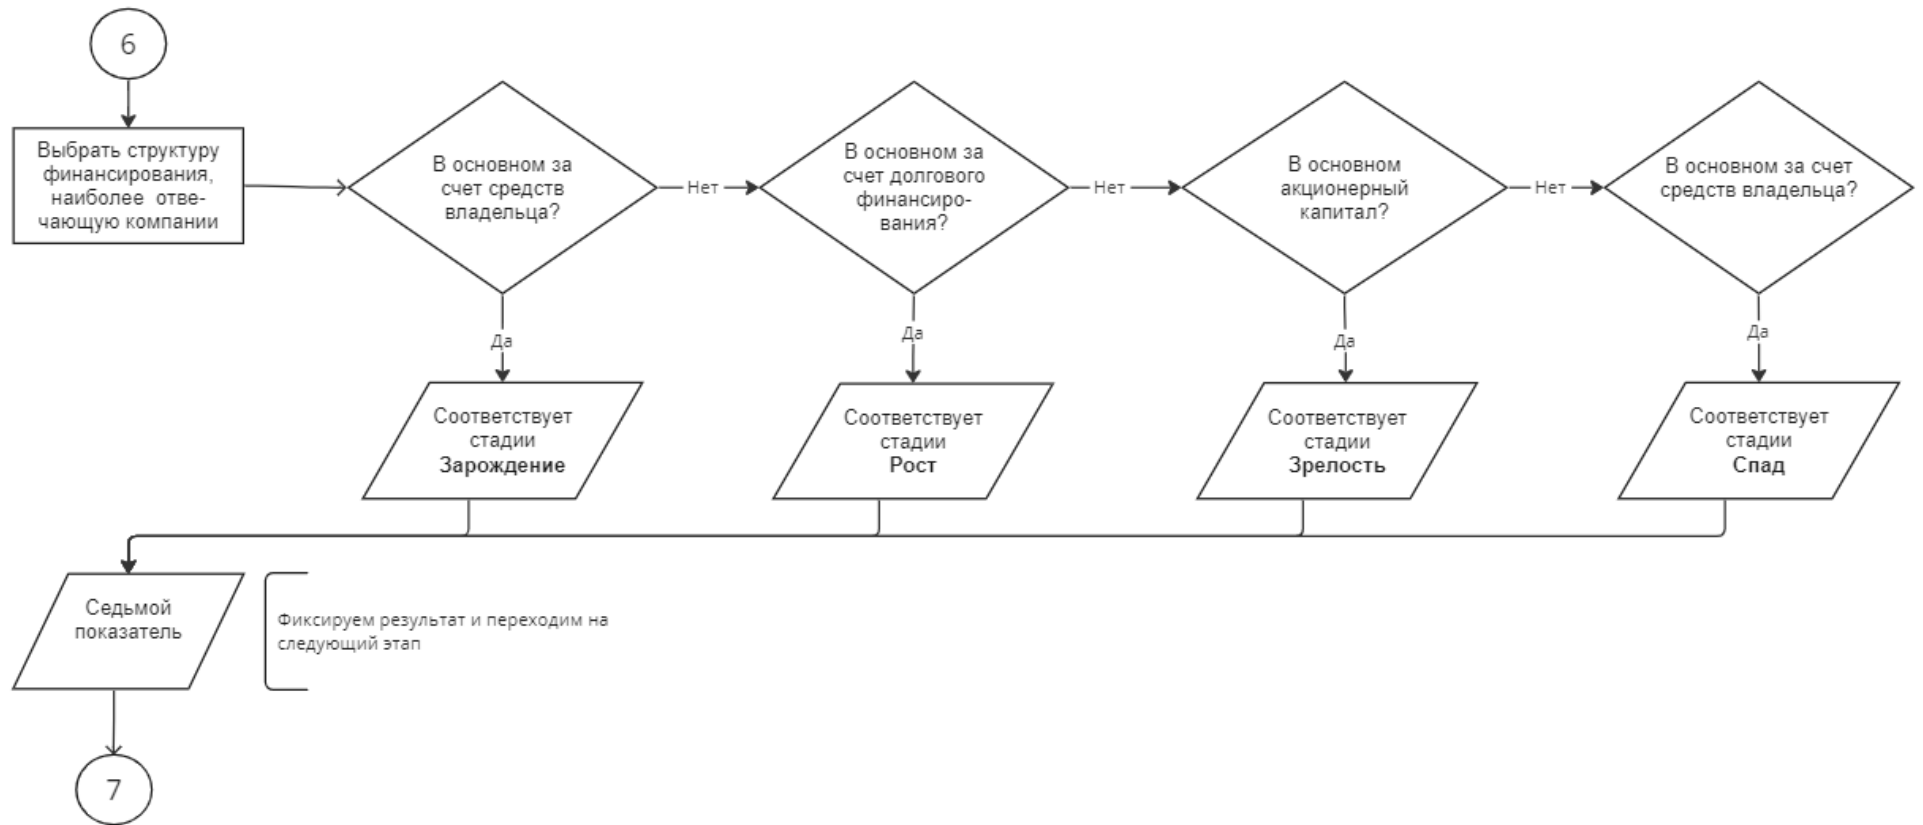 6
Выбрать структуру
финансирования,
наиболее отве-
чающую компании
В основном за
счет средств
владельца?
Нет
В основном за
счет долгового
финансиро-
вания?
Нет
В основном
акционерный
капитал?
Нет
В основном за счет
средств владельца?
Да
Да
Да
Да
Соответствует
стадии
Зарождение
Соответствует
стадии
Рост
Соответствует
стадии
Зрелость
Соответствует
стадии
Спад
Седьмой
показатель
Фиксируем результат и переходим на
следующий этап
7